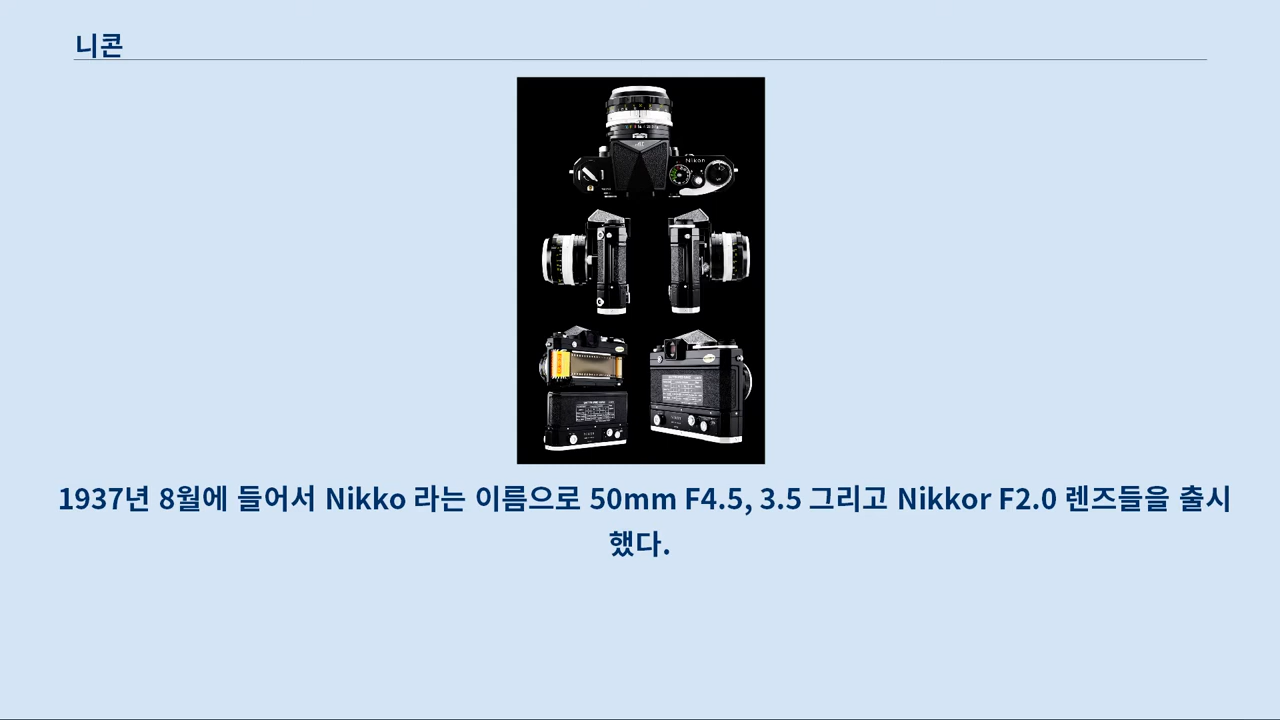 니콘
Nikon
1937년 8월에 들어서 Nikko 라는 이름으로 50mm F4.5, 3.5 그리고 Nikkor F2.0 렌즈들을 출시
했다.